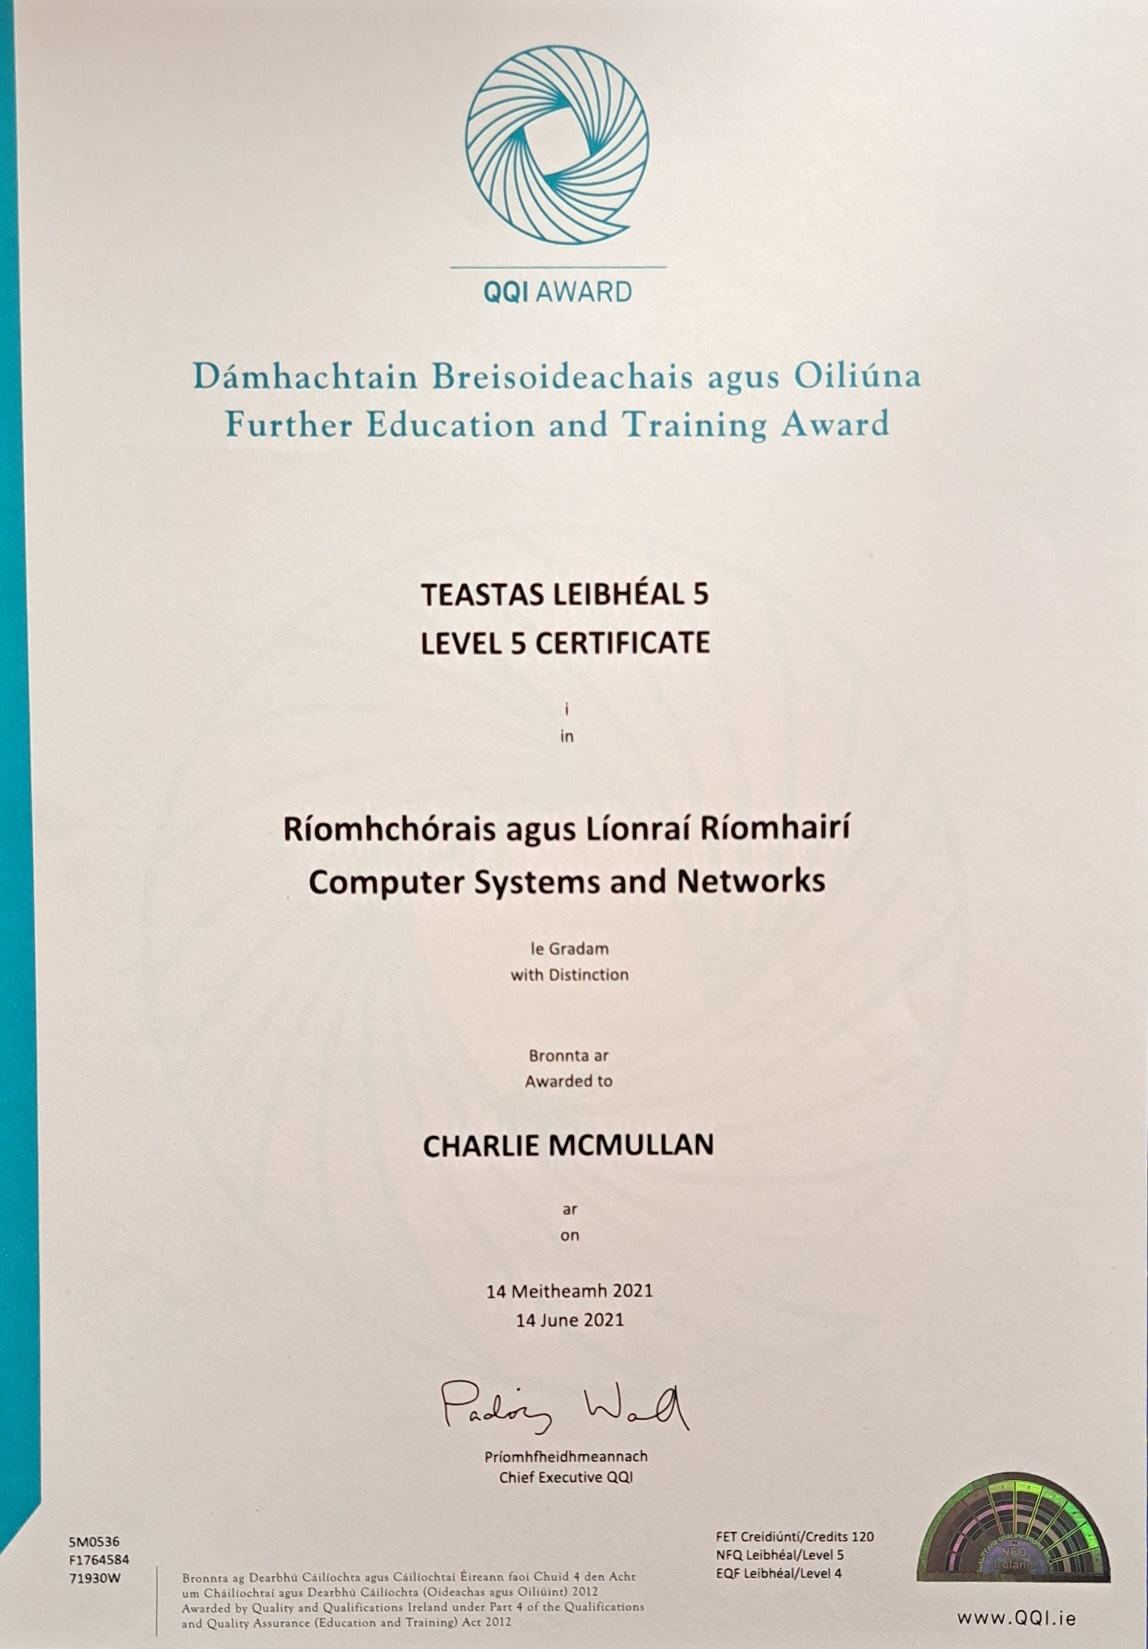 QQI AWARD
Dámhachtain Breisoideachais agus Oiliúna
Further Education and Training Award
TEASTAS LEIBHÉAL 5
LEVEL 5 CERTIFICATE
i
in
Ríomhchórais agus Líonraí Ríomhairí
Computer Systems and Networks
le Gradam
with Distinction
Bronnta ar
Awarded to
CHARLIE MCMULLAN
ar
on
14 Meitheamh 2021
14 June 2021
Príomhfheidhmeannach
Chief Executive QQI
5M0536
F1764584
71930W
Bronnta ag Dearbhú Cáilíochta agus Cáilíochtaí Éireann faoi Chuid 4 den Acht
um Cháilíochtaí agus Dearbhú Cáilíochta (Oideachas agus Oiliúint) 2012
Awarded by Quality and Qualifications Ireland under Part 4 of the Qualifications
and Quality Assurance (Education and Training) Act 2012
FET Creidiúntí/Credits 120
NFQ Leibhéal/Level 5
EQF Leibhéal/Level 4
NFQ
www.QQI.ie